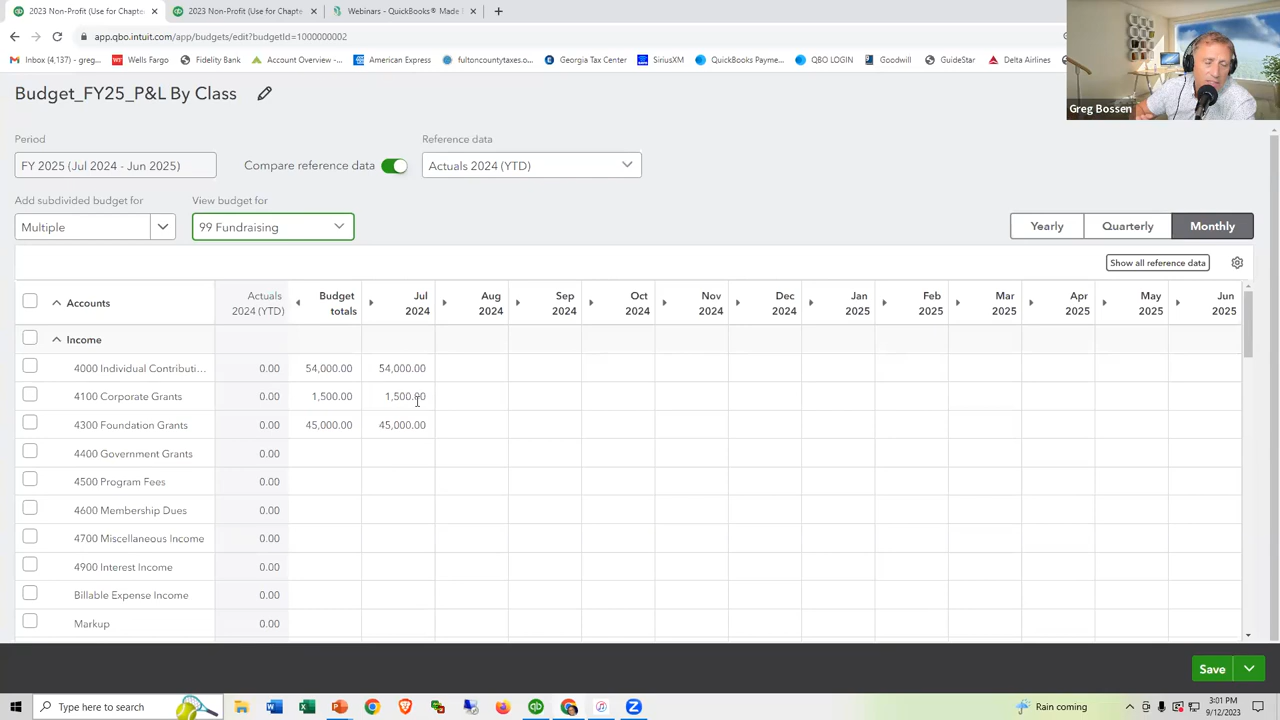 2023 Non-Profit (Use for Chapte
2023 Non-Profit (Use for Chapte
Webinars - QuickBooks® Made
app.qbo.intuit.com/app/budgets/edit?budgetId=1000000002
Inbox (4,137) - greg...
Wells Fargo
Fidelity Bank
Account Overview -...
American Express
fultoncountytaxes.o...
Georgia Tax Center
SiriusXM
QuickBooks Payme...
QBO LOGIN
Goodwill
GuideStar
Delta Airlines
Greg Bossen
Budget_FY25_P&L By Class
Period
Reference data
FY 2025 (Jul 2024 - Jun 2025)
Compare reference data
Actuals 2024 (YTD)
Add subdivided budget for
View budget for
Multiple
99 Fundraising
Yearly
Quarterly
Monthly
Show all reference data
Accounts
Actuals 2024 (YTD)
Budget totals
Jul 2024
Aug 2024
Sep 2024
Oct 2024
Nov 2024
Dec 2024
Jan 2025
Feb 2025
Mar 2025
Apr 2025
May 2025
Jun 2025
Income
4000 Individual Contributi... 0.00 54,000.00 54,000.00
4100 Corporate Grants 0.00 1,500.00 1,500.00
4300 Foundation Grants 0.00 45,000.00 45,000.00
4400 Government Grants 0.00
4500 Program Fees 0.00
4600 Membership Dues 0.00
4700 Miscellaneous Income 0.00
4900 Interest Income 0.00
Billable Expense Income 0.00
Markup 0.00
Save
Type here to search
Rain coming
3:01 PM
9/12/2023